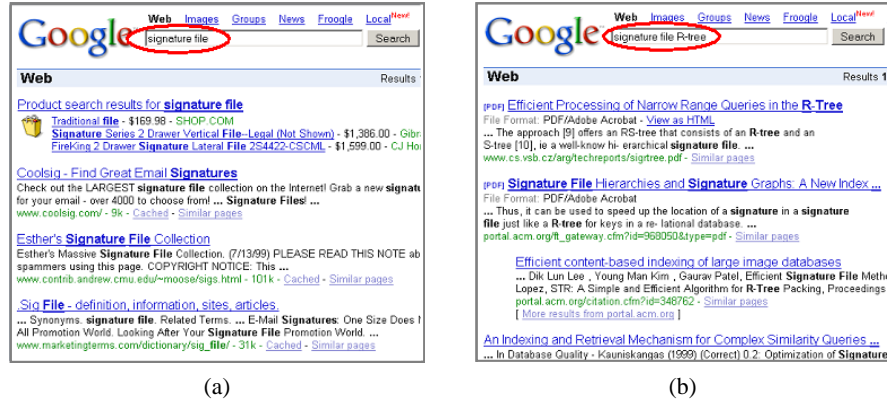 Web Images Groups News Froogle Local New!
Google signature file Search
Web Results
Product search results for signature file
Traditional file - $169.98 - SHOP.COM
Signature Series 2 Drawer Vertical File--Legal (Not Shown) - $1,386.00 - Gibr
FireKing 2 Drawer Signature Lateral File 2S4422-CSCML - $1,599.00 - CJ Ho
Coolsig - Find Great Email Signatures
Check out the LARGEST signature file collection on the Internet! Grab a new signatu
for your email - over 4000 to choose from! ... Signature Files! ...
www.coolsig.com/ - 9k - Cached - Similar pages
Esther's Signature File Collection
Esther's Massive Signature File Collection. (7/13/99) PLEASE READ THIS NOTE ab
spammers using this page. COPYRIGHT NOTICE: This ...
www.contrib.andrew.cmu.edu/~moose/sigs.html - 101k - Cached - Similar pages
.Sig File - definition, information, sites, articles.
... Synonyms. signature file. Related Terms. ... E-Mail Signatures: One Size Does
All Promotion World. Looking After Your Signature File Promotion World. ...
www.marketingterms.com/dictionary/sig_file/ - 31k - Cached - Similar pages
(a)
Web Images Groups News Froogle Local New!
Google signature file R-tree Search
Web Results 1
[PDF] Efficient Processing of Narrow Range Queries in the R-Tree
File Format: PDF/Adobe Acrobat - View as HTML
... The approach [9] offers an RS-tree that consists of an R-tree and an
S-tree [10], ie a well-know hi- erarchical signature file. ...
www.cs.vsb.cz/arg/techreports/sigtree.pdf - Similar pages
[PDF] Signature File Hierarchies and Signature Graphs: A New Index ...
File Format: PDF/Adobe Acrobat
... Thus, it can be used to speed up the location of a signature in a signature
file just like a R-tree for keys in a re- lational database. ...
portal.acm.org/ft_gateway.cfm?id=968050&type=pdf - Similar pages
Efficient content-based indexing of large image databases
... Dik Lun Lee , Young Man Kim , Gaurav Patel, Efficient Signature File Metho
Lopez, STR: A Simple and Efficient Algorithm for R-Tree Packing, Proceedings
portal.acm.org/citation.cfm?id=348762 - Similar pages
[ More results from portal.acm.org ]
An Indexing and Retrieval Mechanism for Complex Similarity Queries ...
... In Database Quality - Kauniskangas (1999) (Correct) 0.2: Optimization of Signature
(b)